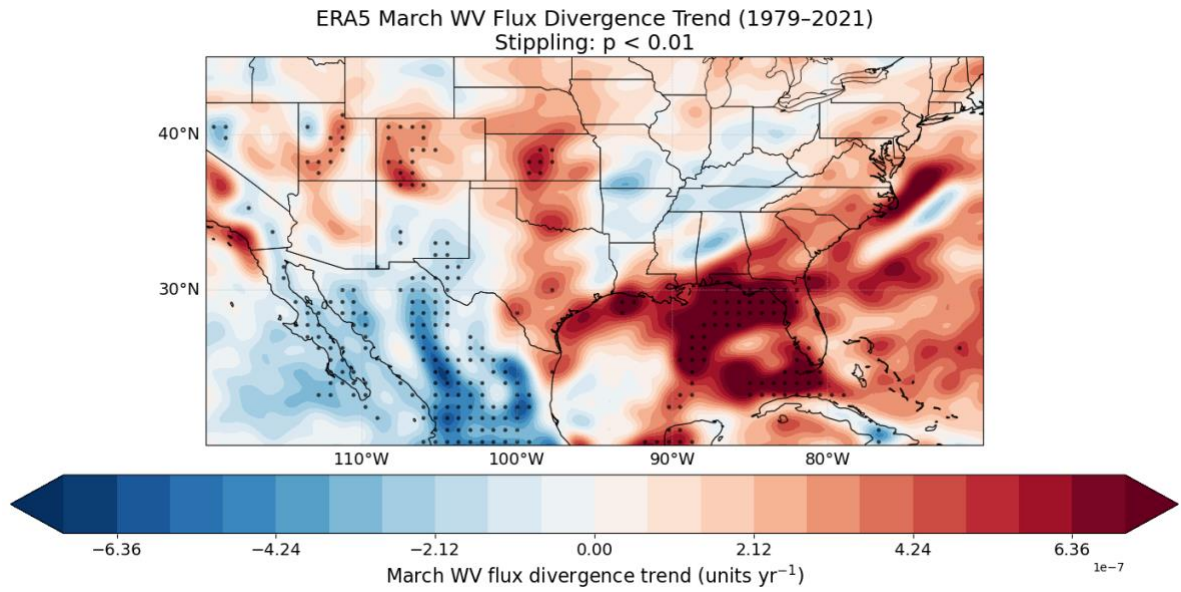 ERA5 March WV Flux Divergence Trend (1979–2021)
Stippling: p < 0.01
40°N
30°N
110°W 100°W 90°W 80°W
−6.36 −4.24 −2.12 0.00 2.12 4.24 6.36
1e−7
March WV flux divergence trend (units yr⁻¹)